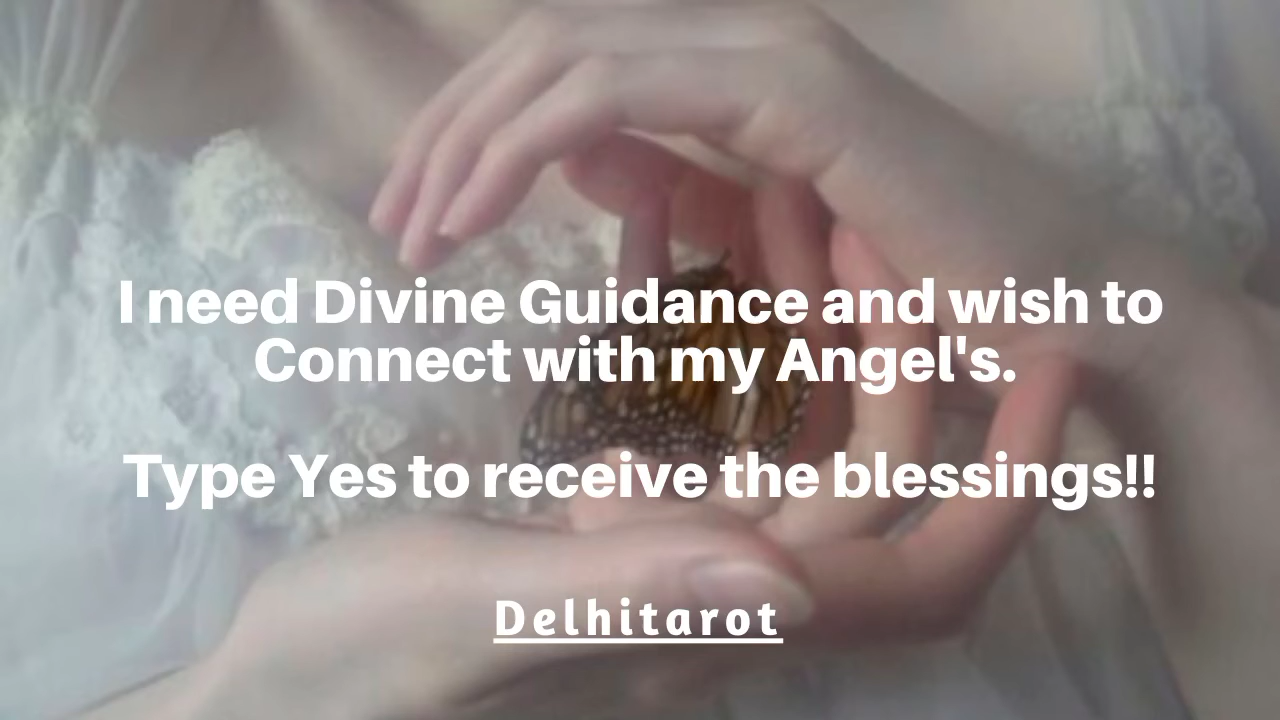 I need Divine Guidance and wish to
Connect with my Angel's.
Type Yes to receive the blessings!!
Delhitarot